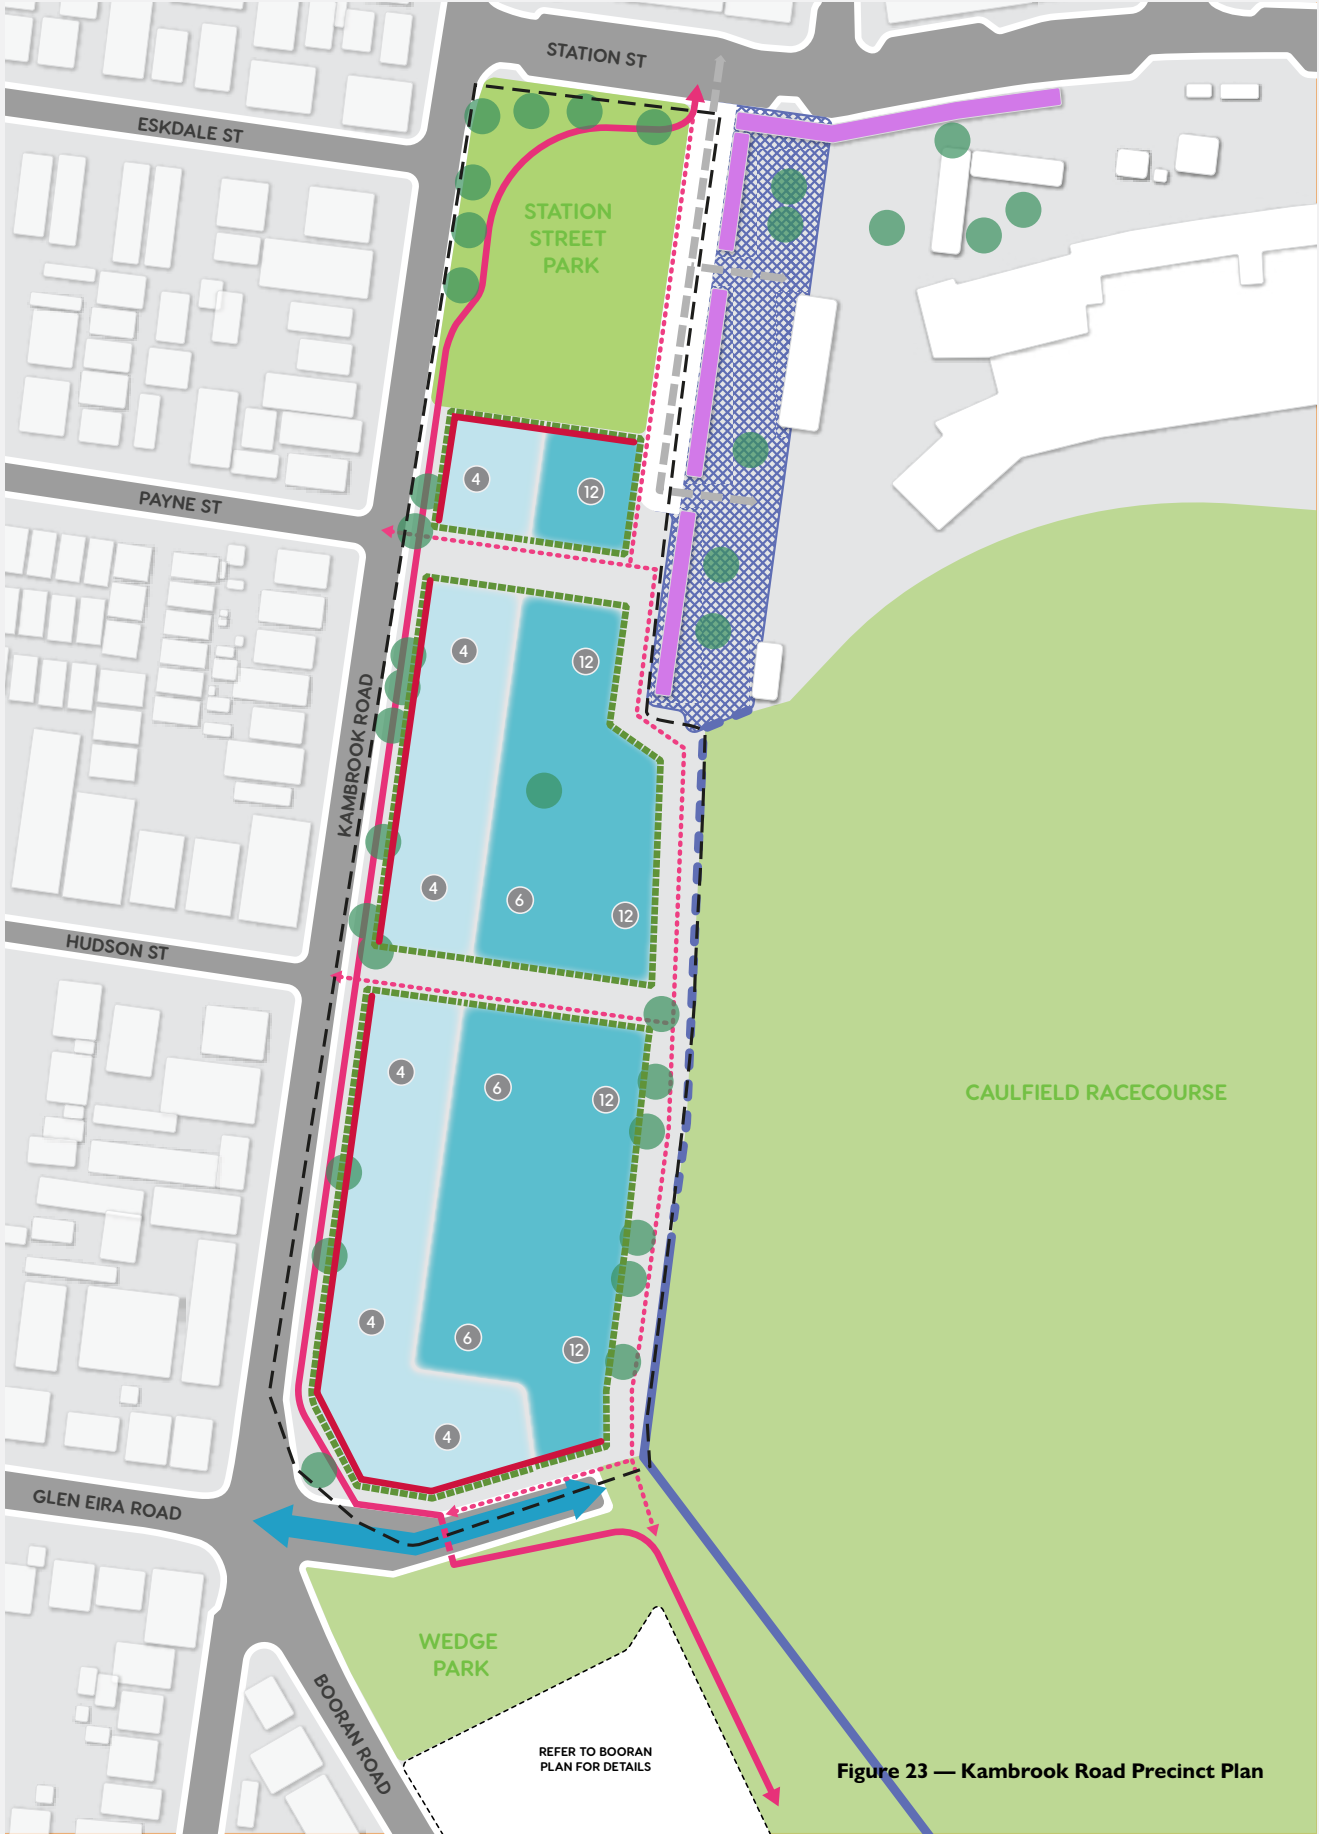 STATION ST
ESKDALE ST
STATION
STREET
PARK
4
12
PAYNE ST
4
12
KAMBROOK ROAD
4
6
12
HUDSON ST
4
6
12
CAULFIELD RACECOURSE
4
6
12
4
GLEN EIRA ROAD
WEDGE
PARK
BOORAN ROAD
REFER TO BOORAN
PLAN FOR DETAILS
Figure 23 — Kambrook Road Precinct Plan